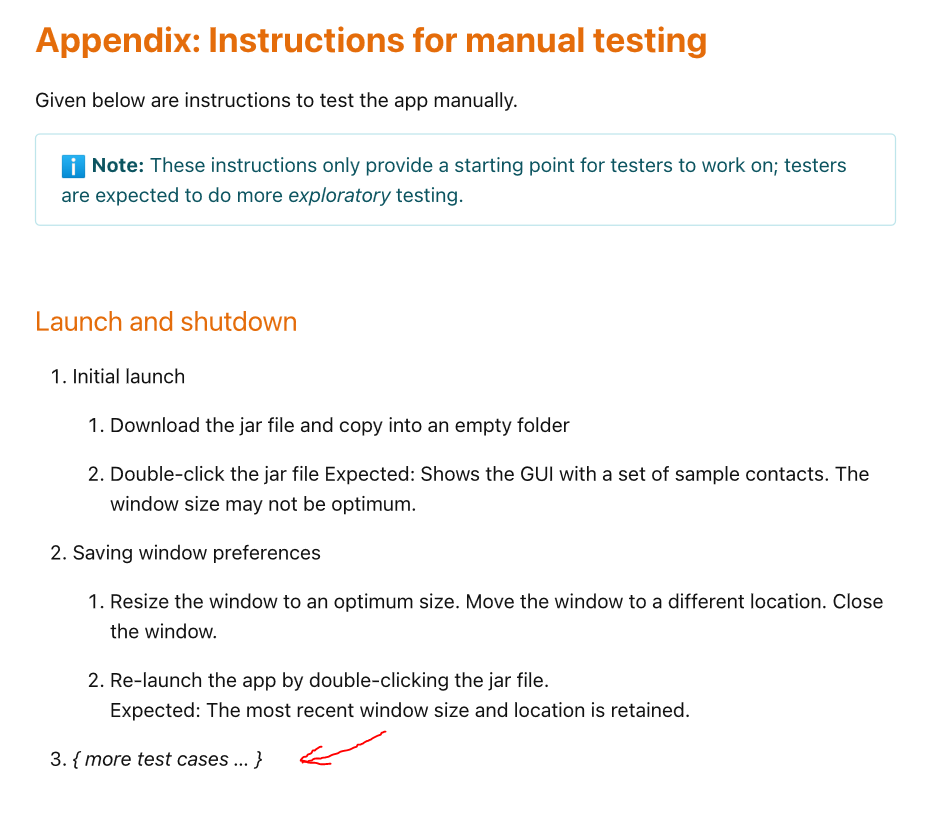 Appendix: Instructions for manual testing
Given below are instructions to test the app manually.
i Note: These instructions only provide a starting point for testers to work on; testers
are expected to do more exploratory testing.
Launch and shutdown
1. Initial launch
1. Download the jar file and copy into an empty folder
2. Double-click the jar file Expected: Shows the GUI with a set of sample contacts. The
window size may not be optimum.
2. Saving window preferences
1. Resize the window to an optimum size. Move the window to a different location. Close
the window.
2. Re-launch the app by double-clicking the jar file.
Expected: The most recent window size and location is retained.
3. { more test cases … }